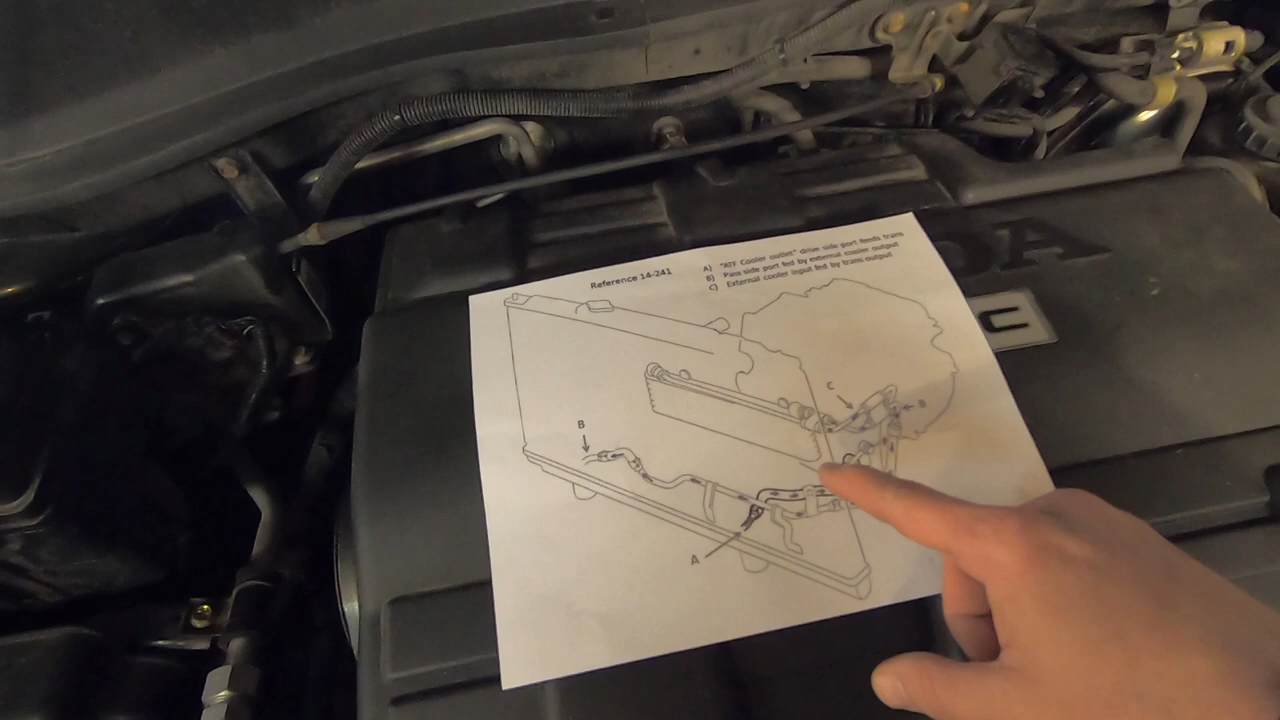 Reference 14-241
A) "ATF Cooler outlet" drive side port feeds trans
B) Pass side port fed by external cooler output
C) External cooler input fed by trans output
C
B
B
A
DA
C